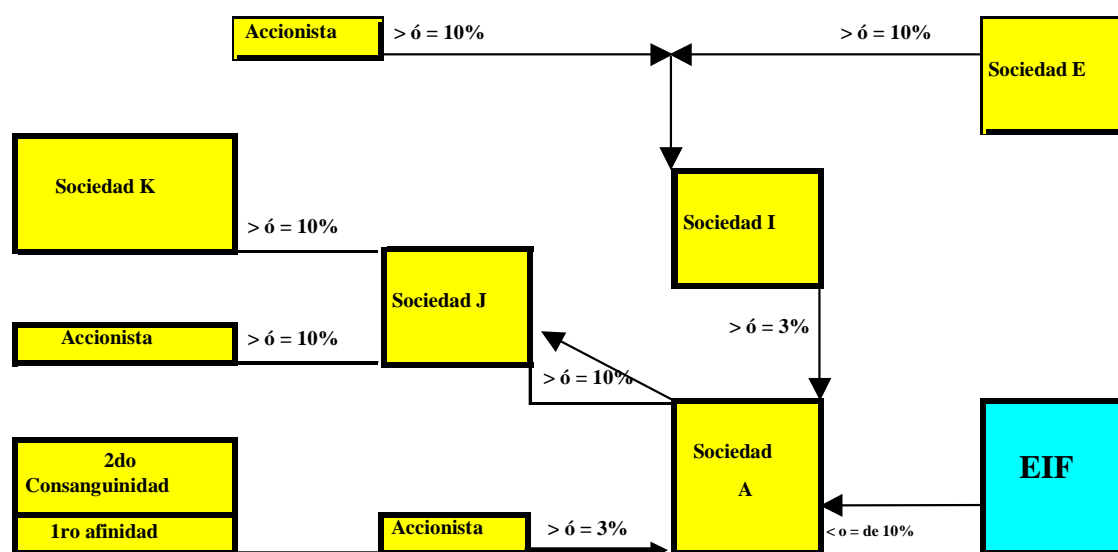 Accionista
> ó = 10%
> ó = 10%
Sociedad E
Sociedad K
> ó = 10%
Sociedad I
Sociedad J
> ó = 3%
Accionista
> ó = 10%
> ó = 10%
2do
Consanguinidad
1ro afinidad
Accionista
> ó = 3%
Sociedad
A
< o = de 10%
EIF